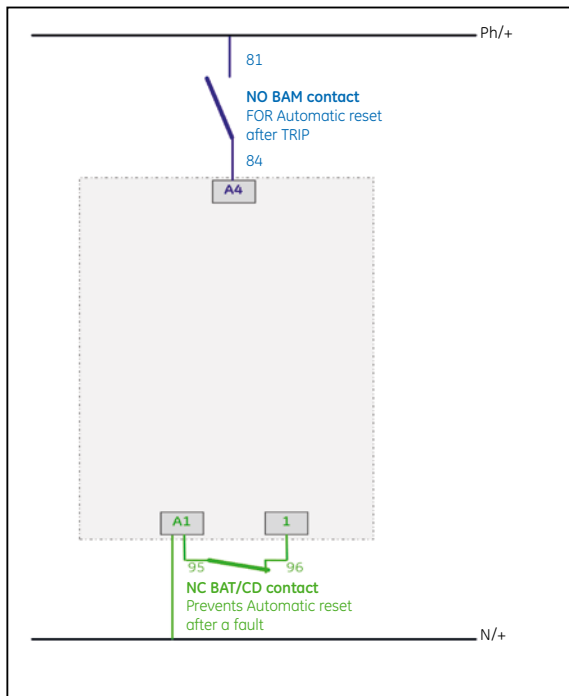 Ph/+
81
NO BAM contact
FOR Automatic reset
after TRIP
84
A4
A1
1
95
96
NC BAT/CD contact
Prevents Automatic reset
after a fault
N/+